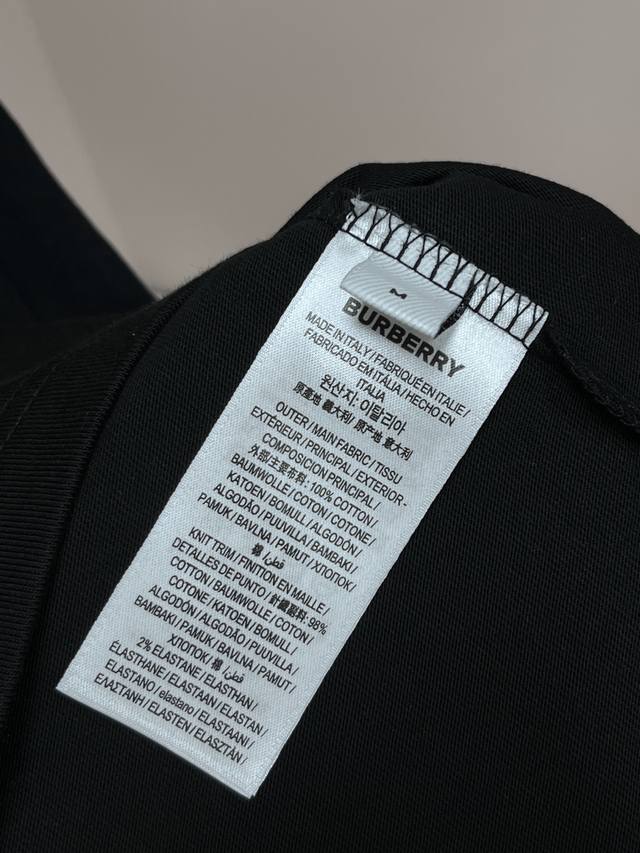 M
BURBERRY
MADE IN ITALY / FABRIQUÉ EN ITALIE /
FABRICADO EM ITALIA / HECHO EN
ITALIA
원산지: 이탈리아
原産地 義大利 / 原产地 意大利
OUTER / MAIN FABRIC / TISSU
EXTÉRIEUR / PRINCIPAL / EXTERIOR -
COMPOSICION PRINCIPAL /
外部主要布料: 100% COTTON /
BAUMWOLLE / COTON / COTONE /
KATOEN / BOMULL / ALGODÓN /
ALGODÃO / PUUVILLA / BAMBAKI /
PAMUK / BAVLNA / PAMUT / ХЛОПОК /
棉 / قطن
KNIT TRIM / FINITION EN MAILLE /
DETALLES DE PUNTO / 針織延料: 98%
COTTON / BAUMWOLLE / COTON /
COTONE / KATOEN / BOMULL /
ALGODÓN / ALGODÃO / PUUVILLA /
BAMBAKI / PAMUK / BAVLNA / PAMUT /
ХЛОПОК / 棉 / قطن
2% ELASTANE / ELASTHAN /
ÉLASTHANE / ELASTAAN / ELASTAN /
ELASTANO / elastano / ELASTAANI /
ΕΛΑΣΤΑΝΗ / ELASTEN / ELASZTÁN /